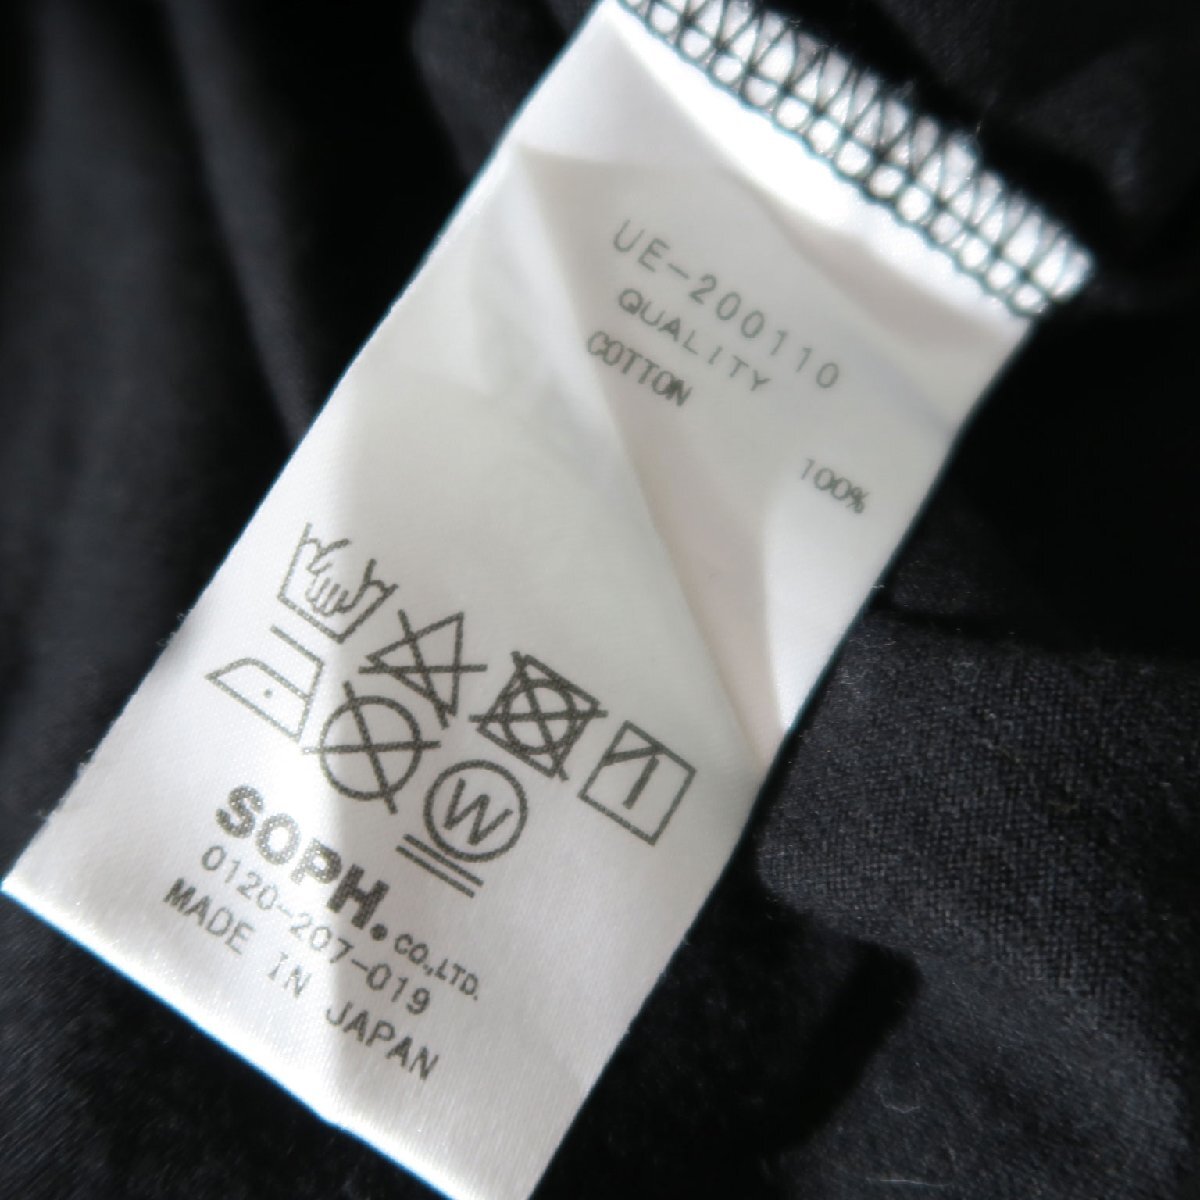 UE-200110
QUALITY
COTTON
100%
W
SOPH. CO.,LTD.
0120-207-019
MADE IN JAPAN